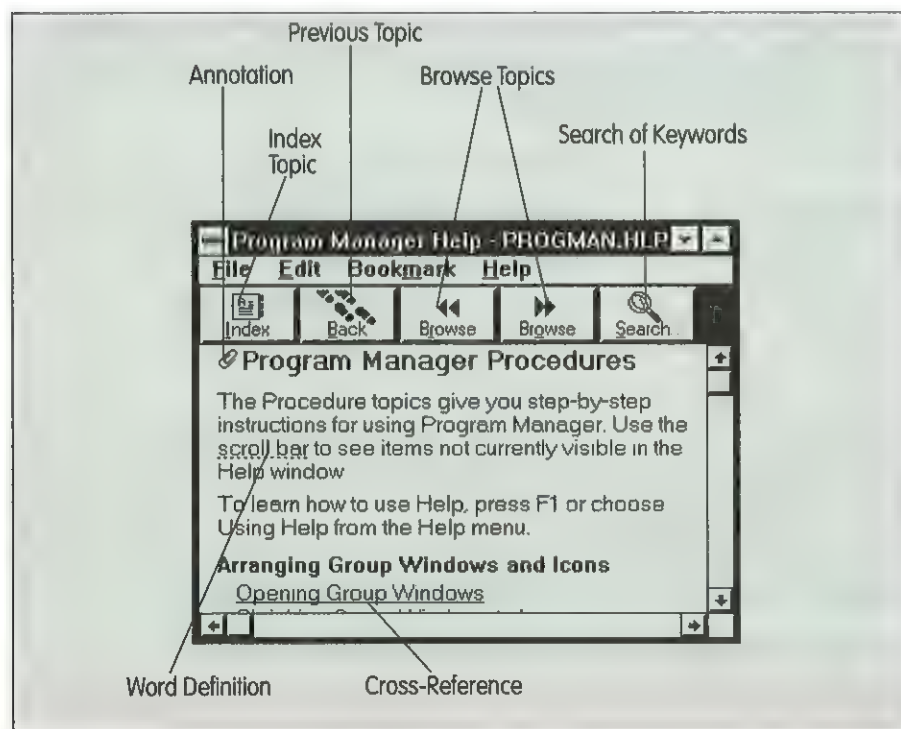 Previous Topic
Annotation
Browse Topics
Index
Topic
Search of Keywords
Program Manager Help - PROGMAN.HLP
File Edit Bookmark Help
Index Back Browse Browse Search
Program Manager Procedures
The Procedure topics give you step-by-step
instructions for using Program Manager. Use the
scroll bar to see items not currently visible in the
Help window
To learn how to use Help, press F1 or choose
Using Help from the Help menu.
Arranging Group Windows and Icons
Opening Group Windows
Word Definition
Cross-Reference